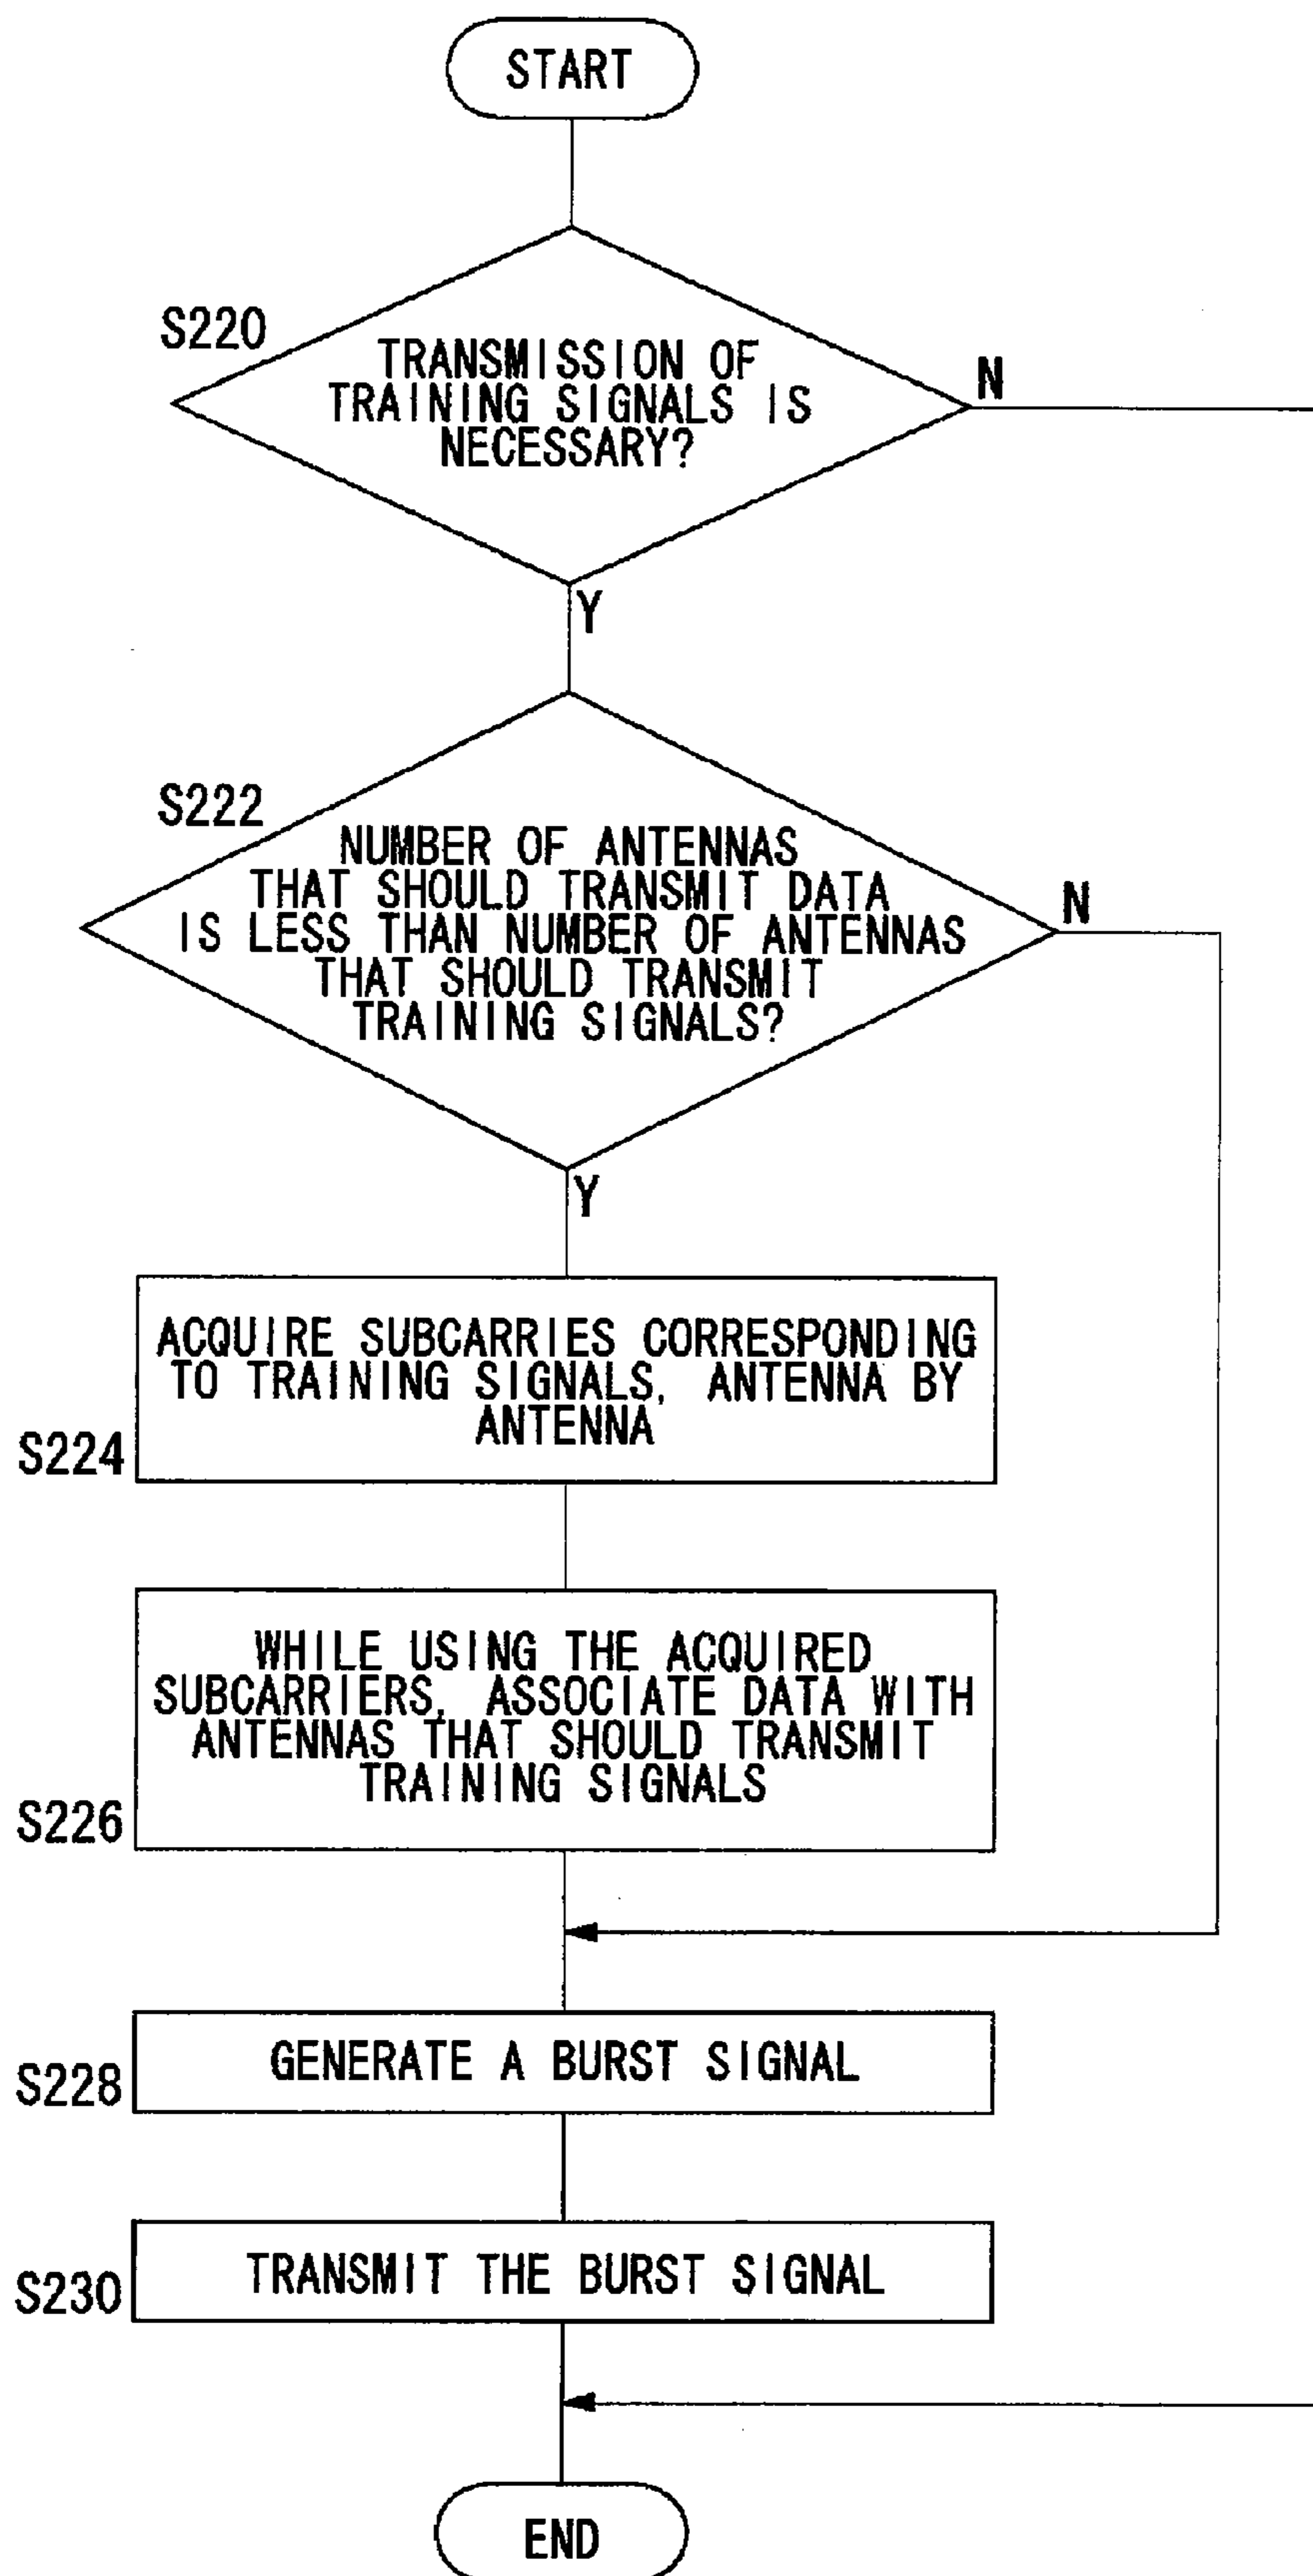 START
S220
TRANSMISSION OF
TRAINING SIGNALS IS
NECESSARY?
N
Y
S222
NUMBER OF ANTENNAS
THAT SHOULD TRANSMIT DATA
IS LESS THAN NUMBER OF ANTENNAS
THAT SHOULD TRANSMIT
TRAINING SIGNALS?
N
Y
ACQUIRE SUBCARRIES CORRESPONDING
TO TRAINING SIGNALS, ANTENNA BY
ANTENNA
S224
WHILE USING THE ACQUIRED
SUBCARRIERS, ASSOCIATE DATA WITH
ANTENNAS THAT SHOULD TRANSMIT
TRAINING SIGNALS
S226
GENERATE A BURST SIGNAL
S228
TRANSMIT THE BURST SIGNAL
S230
END